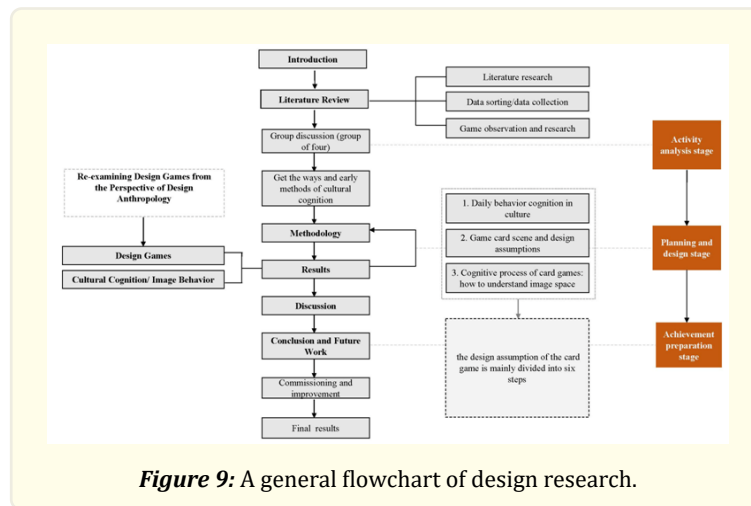 Introduction
Literature Review
Literature research
Data sorting/data collection
Game observation and research
Group discussion (group
of four)
Activity
analysis stage
Re-examining Design Games from
the Perspective of Design
Anthropology
Get the ways and early
methods of cultural
cognition
1. Daily behavior cognition in
culture
Methodology
2. Game card scene and design
assumptions
Planning and
design stage
Design Games
Results
Cultural Cognition/ Image Behavior
3. Cognitive process of card games:
how to understand image space
Discussion
Conclusion and Future
Work
the design assumption of the card
game is mainly divided into six
steps
Achievement
preparation
stage
Commissioning and
improvement
Final results
Figure 9: A general flowchart of design research.